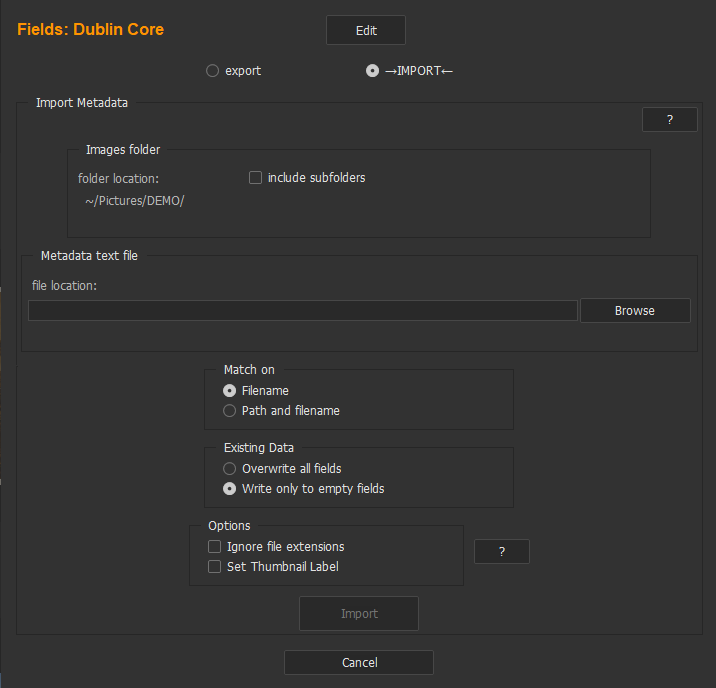 Fields: Dublin Core
Edit
export
→IMPORT←
Import Metadata
?
Images folder
folder location:
include subfolders
~/Pictures/DEMO/
Metadata text file
file location:
Browse
Match on
Filename
Path and filename
Existing Data
Overwrite all fields
Write only to empty fields
Options
Ignore file extensions
?
Set Thumbnail Label
Import
Cancel